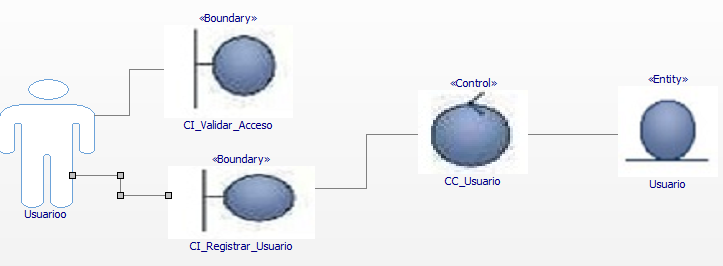 «Boundary»
CI_Validar_Acceso
«Control»
«Entity»
«Boundary»
CC_Usuario
Usuario
Usuarioo
CI_Registrar_Usuario